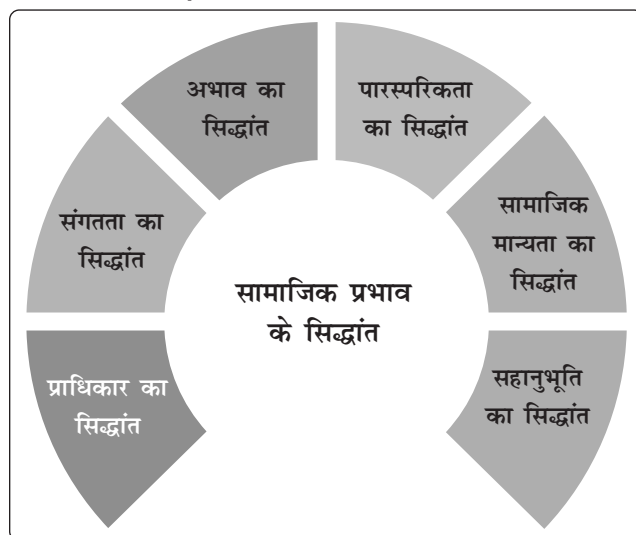 अभाव का
सिद्धांत
पारस्परिकता
का सिद्धांत
संगतता का
सिद्धांत
सामाजिक
मान्यता का
सिद्धांत
सामाजिक प्रभाव
के सिद्धांत
प्राधिकार का
सिद्धांत
सहानुभूति
का सिद्धांत